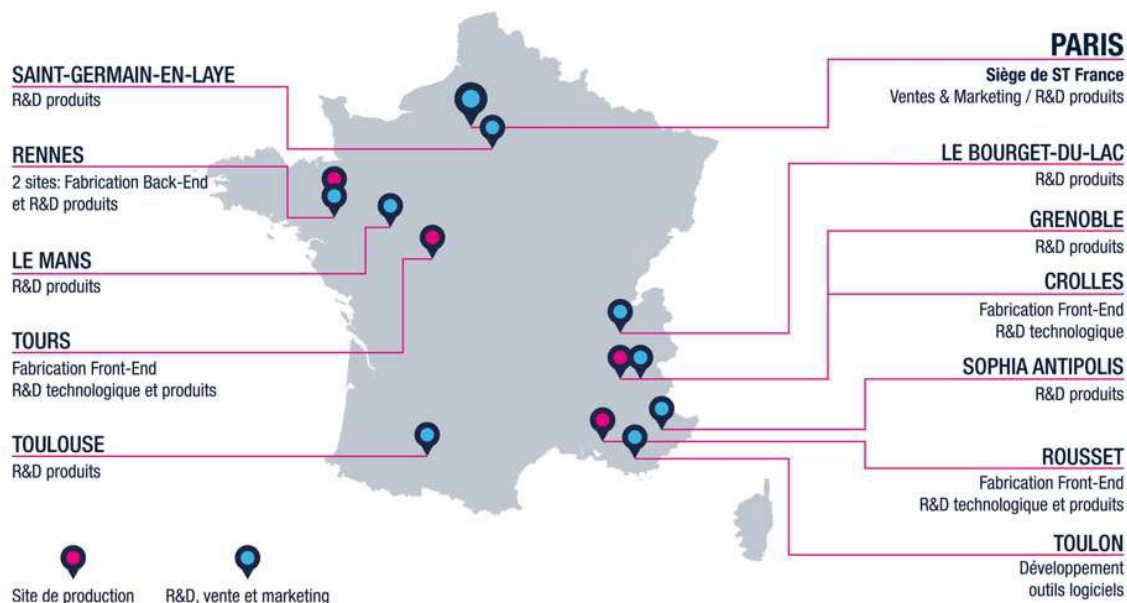 SAINT-GERMAIN-EN-LAYE
R&D produits
RENNES
2 sites: Fabrication Back-End
et R&D produits
LE MANS
R&D produits
TOURS
Fabrication Front-End
R&D technologique et produits
TOULOUSE
R&D produits
PARIS
Siège de ST France
Ventes & Marketing / R&D produits
LE BOURGET-DU-LAC
R&D produits
GRENOBLE
R&D produits
CROLLES
Fabrication Front-End
R&D technologique
SOPHIA ANTIPOLIS
R&D produits
ROUSSET
Fabrication Front-End
R&D technologique et produits
TOULON
Développement
outils logiciels
Site de production
R&D, vente et marketing